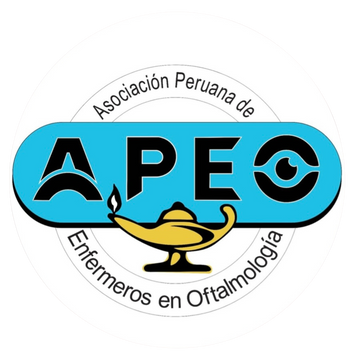 Asociación Peruana de
APEO
Enfermeros en Oftalmología